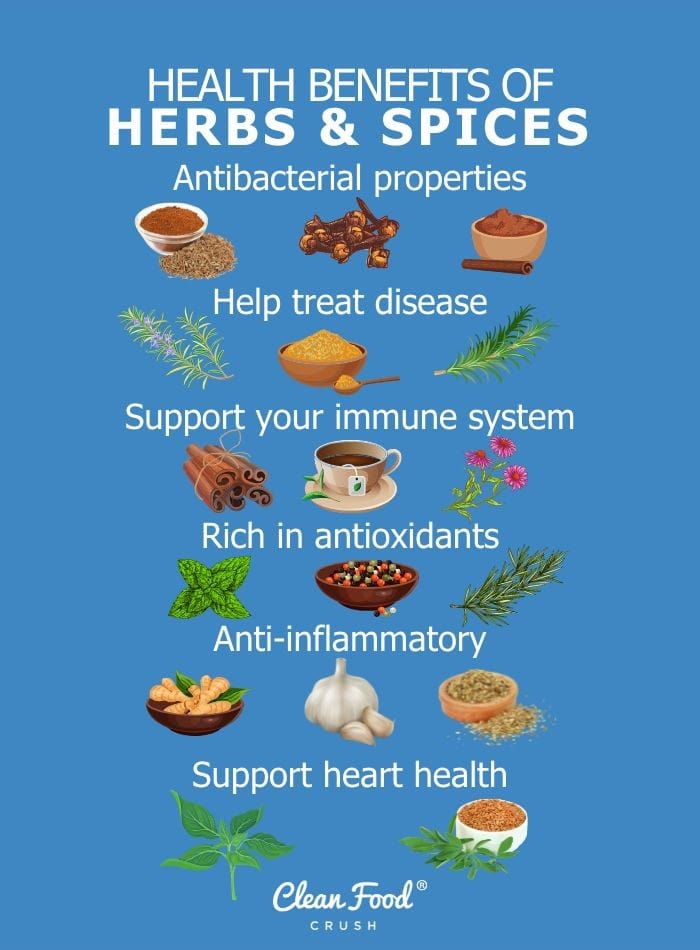 HEALTH BENEFITS OF
HERBS & SPICES
Antibacterial properties
Help treat disease
Support your immune system
Rich in antioxidants
Anti-inflammatory
Support heart health
Clean Food®
CRUSH